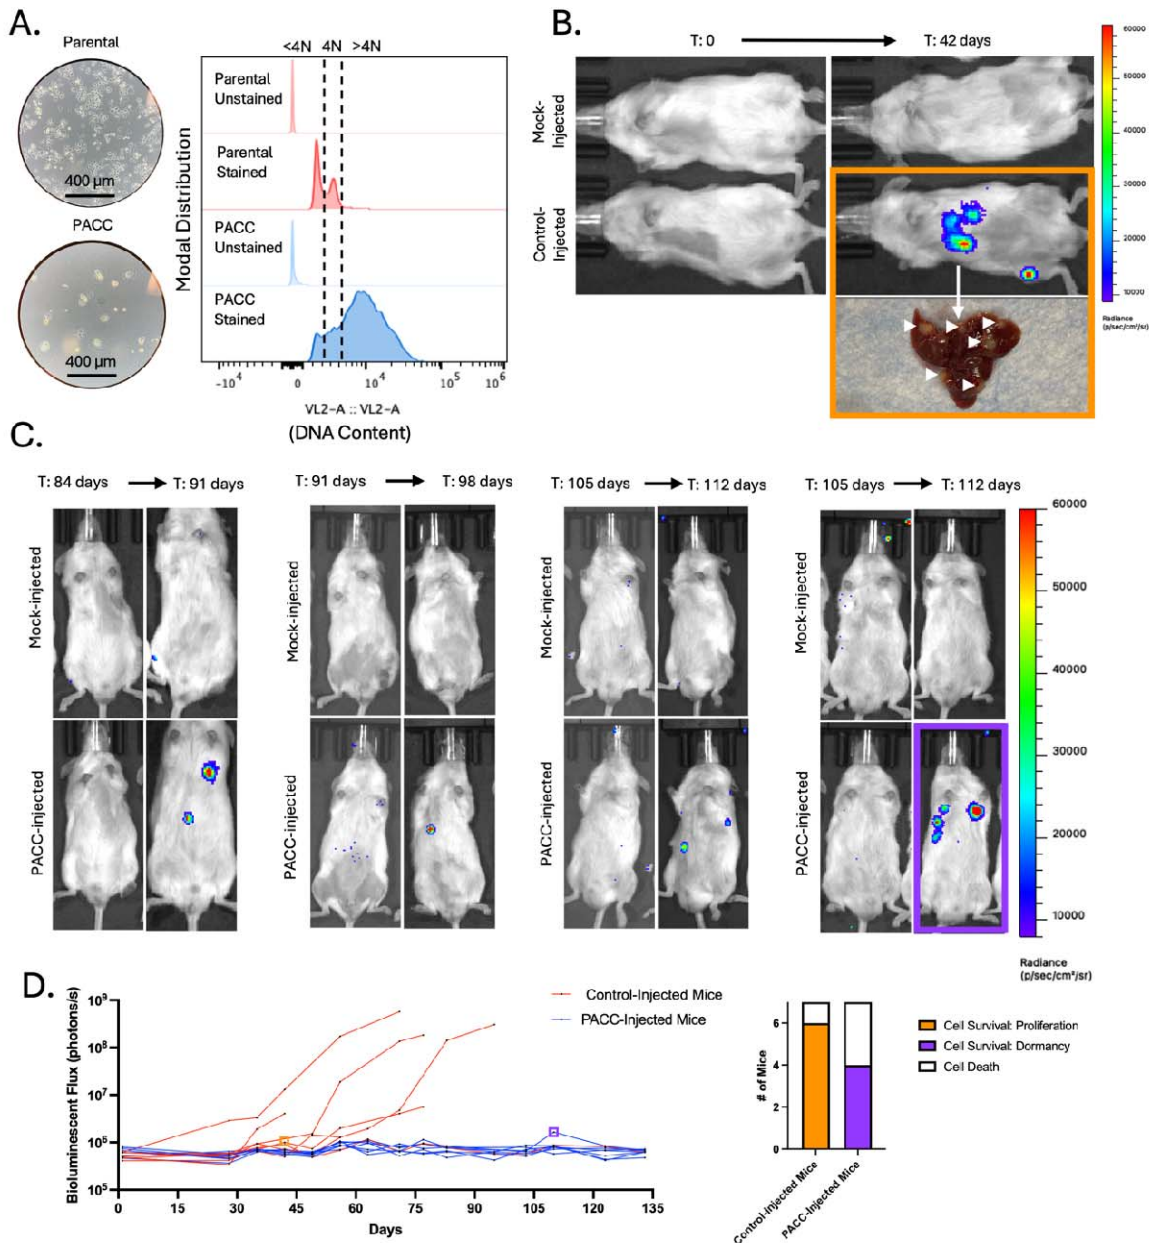 A.
Parental
400 µm
PACC
400 µm
<4N 4N >4N
Modal Distribution
Parental
Unstained
Parental
Stained
PACC
Unstained
PACC
Stained
-10⁴ 0 10⁴ 10⁵ 10⁶
VL2-A :: VL2-A
(DNA Content)
B.
T: 0 T: 42 days
Mock-
Injected
Control-
Injected
60000
50000
40000
30000
20000
10000
Radiance
(p/sec/cm²/sr)
C.
T: 84 days T: 91 days
T: 91 days T: 98 days
T: 105 days T: 112 days
T: 105 days T: 112 days
Mock-injected
Mock-injected
Mock-injected
Mock-injected
PACC-injected
PACC-injected
PACC-injected
PACC-injected
60000
50000
40000
30000
20000
10000
Radiance
(p/sec/cm²/sr)
D.
Bioluminescent Flux (photons/s)
10⁹
10⁸
10⁷
10⁶
10⁵
0 15 30 45 60 75 90 105 120 135
Days
Control-Injected Mice
PACC-Injected Mice
# of Mice
6
4
2
0
Control-injected Mice
PACC-Injected Mice
Cell Survival: Proliferation
Cell Survival: Dormancy
Cell Death